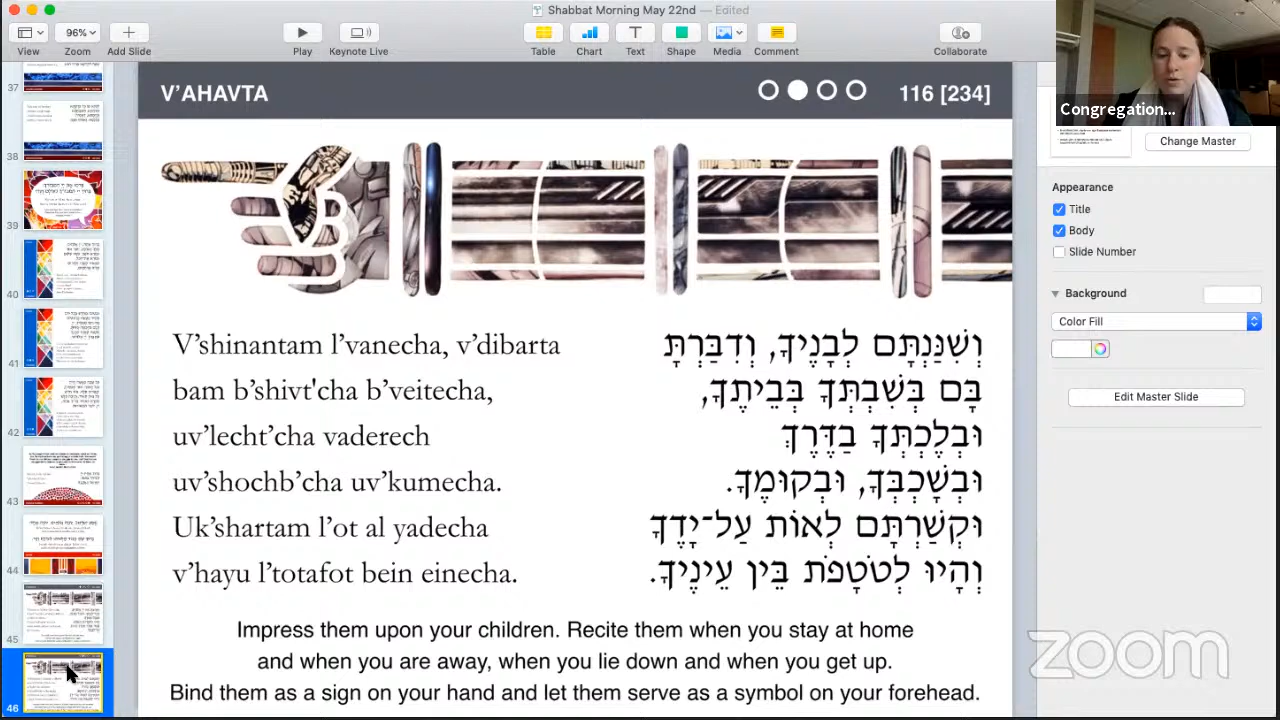 Shabbat Morning May 22nd — Edited
96%
View
Zoom
Add Slide
Play
Keynote Live
Table
Chart
Text
Shape
Media
Comment
Collaborate
Congregation...
Change Master
Appearance
Title
Body
Slide Number
Background
Color Fill
Edit Master Slide
37
38
39
40
41
42
43
44
45
46
V'AHAVTA
116 [234]
V'shinantam l'vanecha, v'dibarta
bam b'shivt'cha b'veitecha,
uv'lecht'cha vaderech
uv'shochb'cha uv'kumecha.
Uk'shartam l'ot al yadecha
v'hayu l'totafot bein einecha.
וְשִׁנַּנְתָּם לְבָנֶיךָ, וְדִבַּרְתָּ
בָּם בְּשִׁבְתְּךָ בְּבֵיתֶךָ,
וּבְלֶכְתְּךָ בַדֶּרֶךְ
וּבְשָׁכְבְּךָ, וּבְקוּמֶךָ.
וּקְשַׁרְתָּם לְאוֹת עַל־יָדֶךָ
וְהָיוּ לְטֹטָפֹת בֵּין עֵינֶיךָ.
Impress them upon your children. Recite them when you stay at home
and when you are away, when you lie down and when you get up.
Bind them as a sign on your hand and let them serve as a symbol on your forehead.
zoom